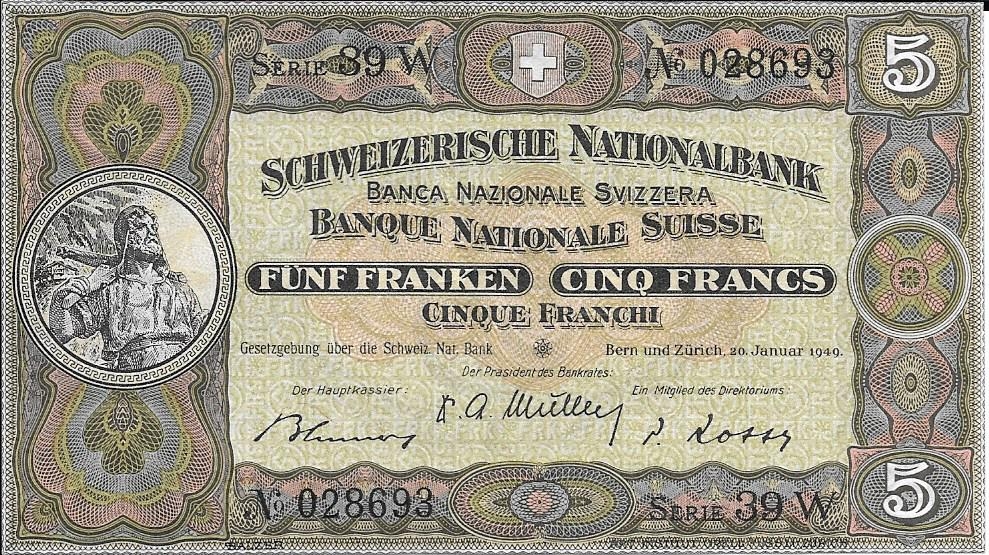 SERIE 39 W No 028693 5
SCHWEIZERISCHE NATIONALBANK
BANCA NAZIONALE SVIZZERA
BANQUE NATIONALE SUISSE
FÜNF FRANKEN CINQ FRANCS
CINQUE FRANCHI
Gesetzgebung über die Schweiz. Nat. Bank Bern und Zürich, 20. Januar 1949.
Der Präsident des Bankrates:
Der Hauptkassier: Ein Mitglied des Direktoriums:
No 028693 SERIE 39 W 5
BALZER